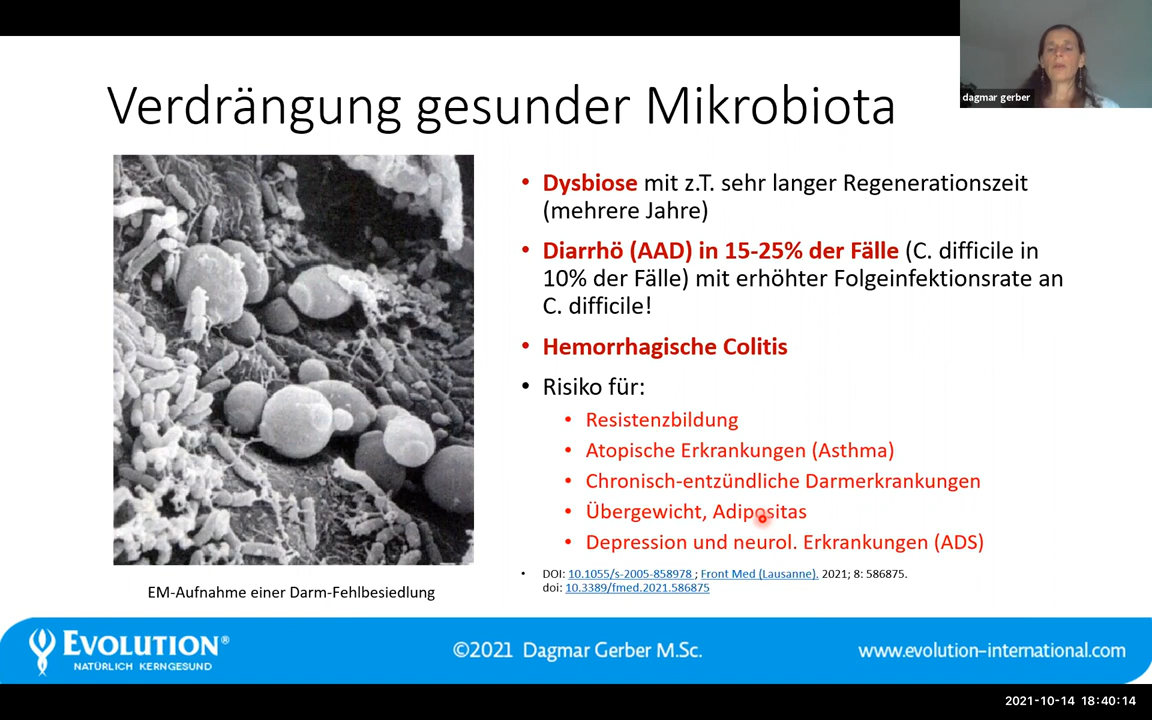 dagmar gerber
Verdrängung gesunder Mikrobiota
• Dysbiose mit z.T. sehr langer Regenerationszeit
(mehrere Jahre)
• Diarrhö (AAD) in 15-25% der Fälle (C. difficile in
10% der Fälle) mit erhöhter Folgeinfektionsrate an
C. difficile!
• Hemorrhagische Colitis
• Risiko für:
• Resistenzbildung
• Atopische Erkrankungen (Asthma)
• Chronisch-entzündliche Darmerkrankungen
• Übergewicht, Adipositas
• Depression und neurol. Erkrankungen (ADS)
• DOI: 10.1055/s-2005-858978 ; Front Med (Lausanne). 2021; 8: 586875.
doi: 10.3389/fmed.2021.586875
EM-Aufnahme einer Darm-Fehlbesiedlung
EVOLUTION®
NATÜRLICH KERNGESUND
©2021 Dagmar Gerber M.Sc.
www.evolution-international.com
2021-10-14 18:40:14